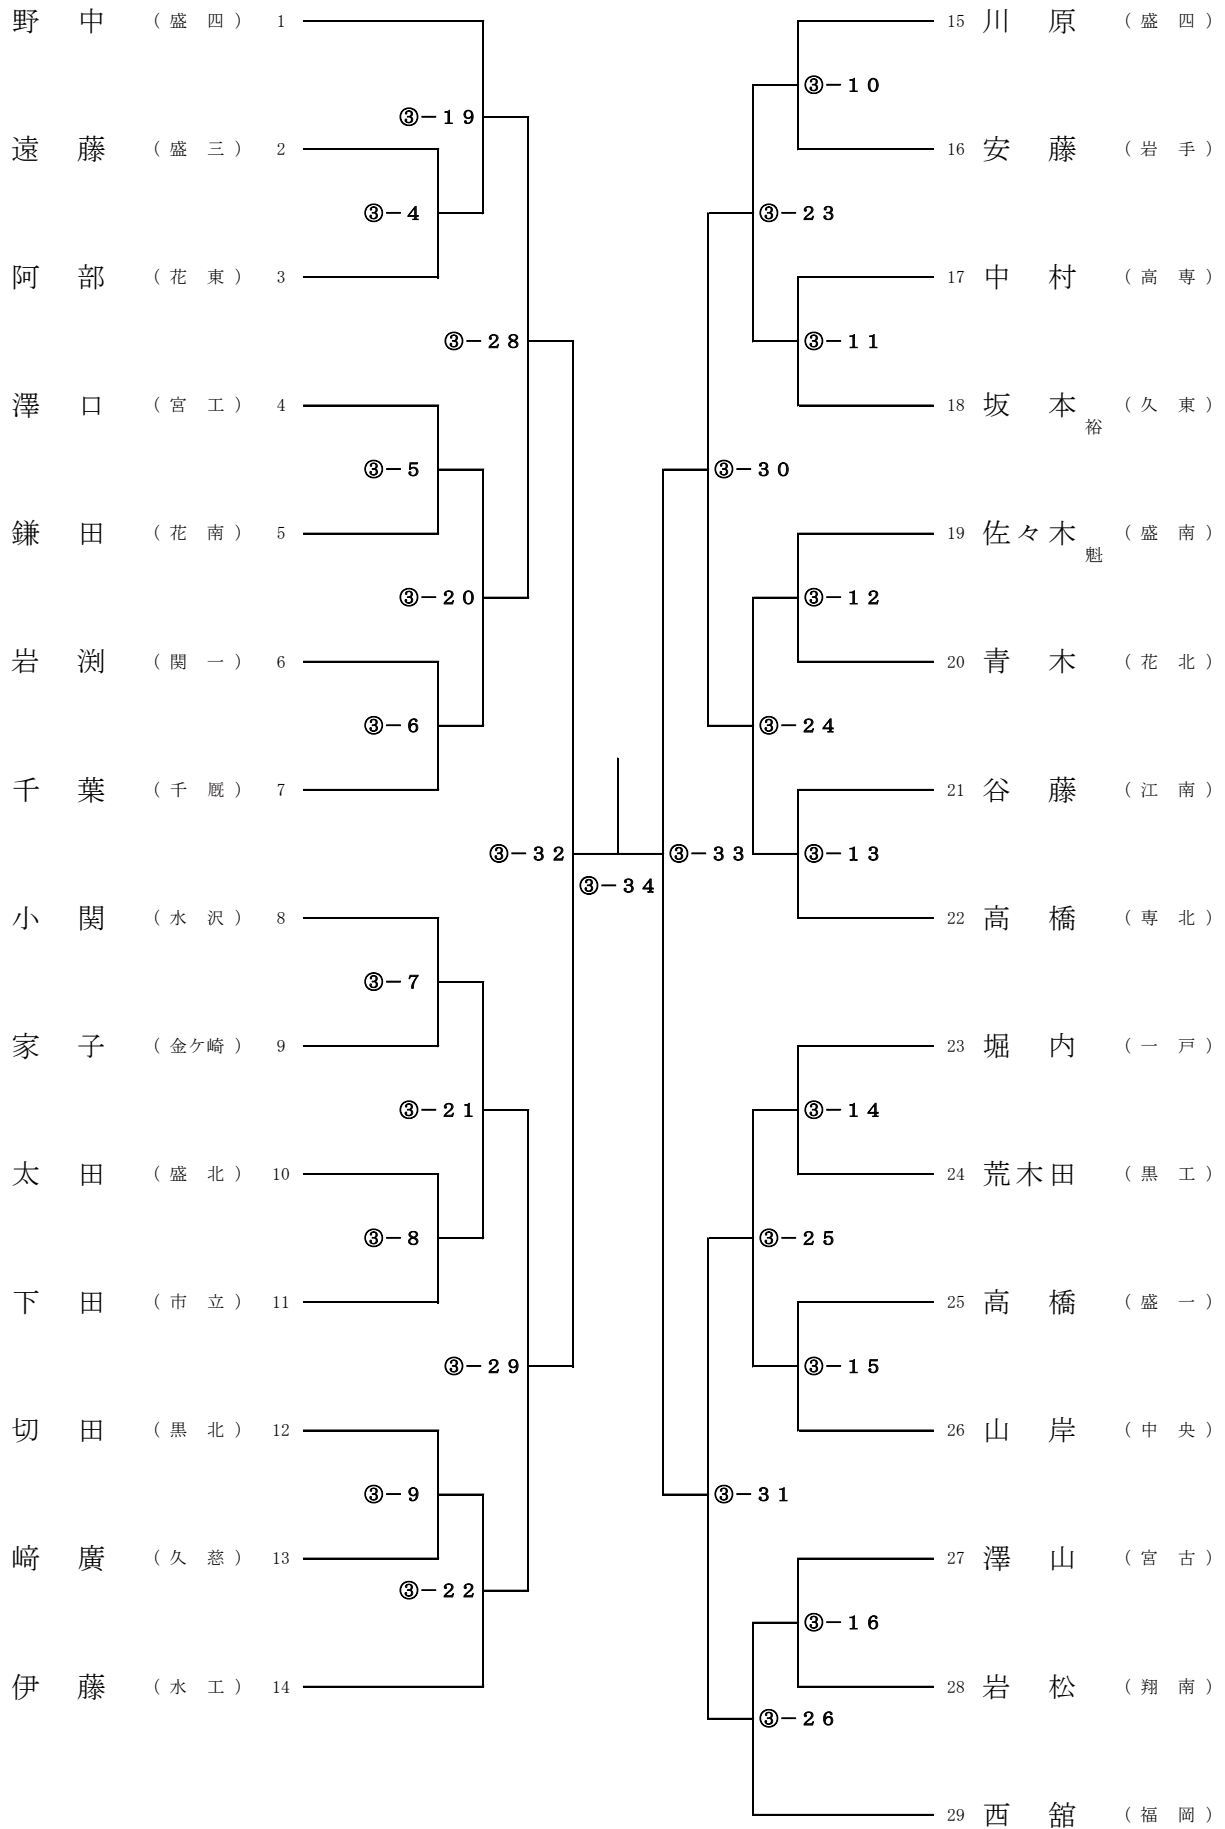 野中 （盛四） 1
③－19
遠藤 （盛三） 2
③－4
阿部 （花東） 3
③－28
澤口 （宮工） 4
③－5
鎌田 （花南） 5
③－20
岩渕 （関一） 6
③－6
千葉 （千厩） 7
③－32
③－34
小関 （水沢） 8
③－7
家子 （金ケ崎） 9
③－21
太田 （盛北） 10
③－8
下田 （市立） 11
③－29
切田 （黒北） 12
③－9
﨑廣 （久慈） 13
③－22
伊藤 （水工） 14
15 川原 （盛四）
③－10
16 安藤 （岩手）
③－23
17 中村 （高専）
③－11
18 坂本裕 （久東）
③－30
19 佐々木魁 （盛南）
③－12
20 青木 （花北）
③－24
21 谷藤 （江南）
③－33
③－13
22 高橋 （専北）
23 堀内 （一戸）
③－14
24 荒木田 （黒工）
③－25
25 高橋 （盛一）
③－15
26 山岸 （中央）
③－31
27 澤山 （宮古）
③－16
28 岩松 （翔南）
③－26
29 西舘 （福岡）